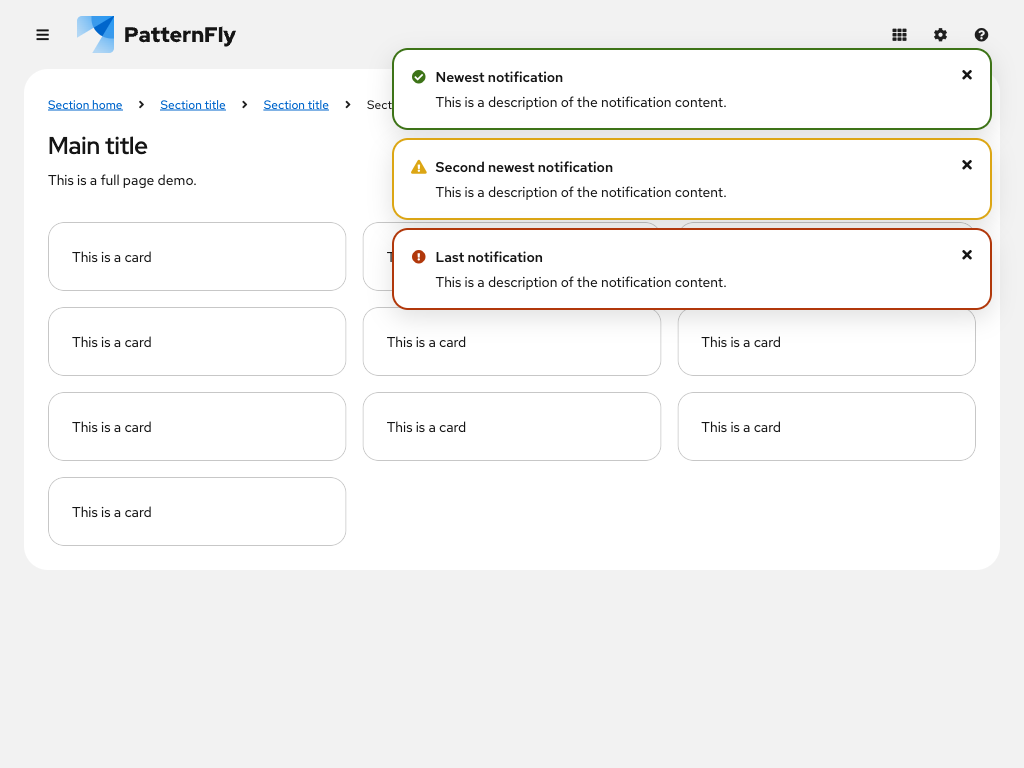 PatternFly
Section home
Section title
Section title
Main title
This is a full page demo.
Newest notification
This is a description of the notification content.
Second newest notification
This is a description of the notification content.
Last notification
This is a description of the notification content.
This is a card
This is a card
This is a card
This is a card
This is a card
This is a card
This is a card
This is a card